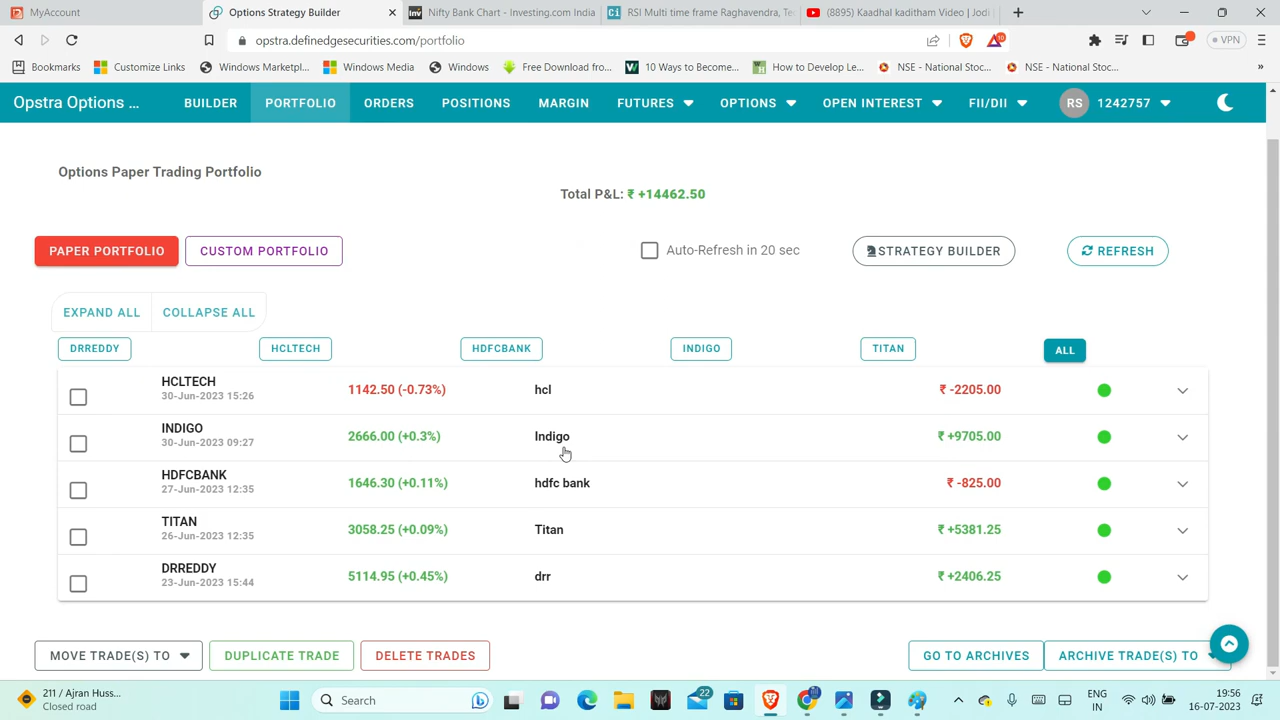 MyAccount
Options Strategy Builder
Nifty Bank Chart - Investing.com India
RSI Multi time frame Raghavendra, Te
(8895) Kaadhal kaditham Video | Jodi
opstra.definedgesecurities.com/portfolio
10
VPN
Bookmarks
Customize Links
Windows Marketpl...
Windows Media
Windows
Free Download fro...
10 Ways to Become...
How to Develop Le...
NSE - National Stoc...
NSE - National Stoc...
Opstra Options ...
BUILDER
PORTFOLIO
ORDERS
POSITIONS
MARGIN
FUTURES
OPTIONS
OPEN INTEREST
FII/DII
RS
1242757
Options Paper Trading Portfolio
Total P&L: ₹ +14462.50
PAPER PORTFOLIO
CUSTOM PORTFOLIO
Auto-Refresh in 20 sec
STRATEGY BUILDER
REFRESH
EXPAND ALL
COLLAPSE ALL
DRREDDY
HCLTECH
HDFCBANK
INDIGO
TITAN
ALL
HCLTECH
30-Jun-2023 15:26
1142.50 (-0.73%)
hcl
₹ -2205.00
INDIGO
30-Jun-2023 09:27
2666.00 (+0.3%)
Indigo
₹ +9705.00
HDFCBANK
27-Jun-2023 12:35
1646.30 (+0.11%)
hdfc bank
₹ -825.00
TITAN
26-Jun-2023 12:35
3058.25 (+0.09%)
Titan
₹ +5381.25
DRREDDY
23-Jun-2023 15:44
5114.95 (+0.45%)
drr
₹ +2406.25
MOVE TRADE(S) TO
DUPLICATE TRADE
DELETE TRADES
GO TO ARCHIVES
ARCHIVE TRADE(S) TO
211 / Ajran Huss...
Closed road
Search
22
ENG
IN
19:56
16-07-2023